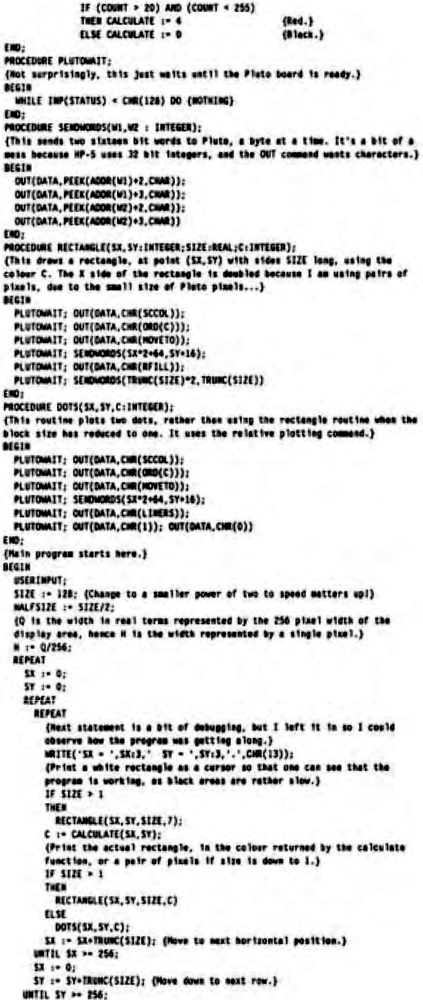 IF (COUNT > 20) AND (COUNT < 255)
THEN CALCULATE := 4 {Red.}
ELSE CALCULATE := 0 {Black.}
END;
PROCEDURE PLUTOWAIT;
{Not surprisingly, this just waits until the Pluto board is ready.}
BEGIN
WHILE INP(STATUS) < CHR(128) DO {NOTHING}
END;
PROCEDURE SENDWORDS(W1,W2 : INTEGER);
{This sends two sixteen bit words to Pluto, a byte at a time. It's a bit of a
mess because HP-5 uses 32 bit integers, and the OUT command wants characters.}
BEGIN
OUT(DATA,PEEK(ADDR(W1)+2,CHAR));
OUT(DATA,PEEK(ADDR(W1)+3,CHAR));
OUT(DATA,PEEK(ADDR(W2)+2,CHAR));
OUT(DATA,PEEK(ADDR(W2)+3,CHAR))
END;
PROCEDURE RECTANGLE(SX,SY:INTEGER;SIZE:REAL;C:INTEGER);
{This draws a rectangle, at point (SX,SY) with sides SIZE long, using the
colour C. The X side of the rectangle is doubled because I am using pairs of
pixels, due to the small size of Pluto pixels...}
BEGIN
PLUTOWAIT; OUT(DATA,CHR(SCCOL));
PLUTOWAIT; OUT(DATA,CHR(ORD(C)));
PLUTOWAIT; OUT(DATA,CHR(MOVETO));
PLUTOWAIT; SENDWORDS(SX*2+64,SY+16);
PLUTOWAIT; OUT(DATA,CHR(RFILL));
PLUTOWAIT; SENDWORDS(TRUNC(SIZE)*2,TRUNC(SIZE))
END;
PROCEDURE DOTS(SX,SY,C:INTEGER);
{This routine plots two dots, rather than using the rectangle routine when the
block size has reduced to one. It uses the relative plotting command.}
BEGIN
PLUTOWAIT; OUT(DATA,CHR(SCCOL));
PLUTOWAIT; OUT(DATA,CHR(ORD(C)));
PLUTOWAIT; OUT(DATA,CHR(MOVETO));
PLUTOWAIT; SENDWORDS(SX*2+64,SY+16);
PLUTOWAIT; OUT(DATA,CHR(LINERS));
PLUTOWAIT; OUT(DATA,CHR(1)); OUT(DATA,CHR(0))
END;
{Main program starts here.}
BEGIN
USERINPUT;
SIZE := 128; {Change to a smaller power of two to speed matters up!}
HALFSIZE := SIZE/2;
{Q is the width in real terms represented by the 256 pixel width of the
display area, hence H is the width represented by a single pixel.}
H := Q/256;
REPEAT
SX := 0;
SY := 0;
REPEAT
REPEAT
{Next statement is a bit of debugging, but I left it in so I could
observe how the program was getting along.}
WRITE('SX = ',SX:3,' SY = ',SY:3,'.',CHR(13));
{Print a white rectangle as a cursor so that one can see that the
program is working, as black areas are rather slow.}
IF SIZE > 1
THEN
RECTANGLE(SX,SY,SIZE,7);
C := CALCULATE(SX,SY);
{Print the actual rectangle, in the colour returned by the calculate
function, or a pair of pixels if size is down to 1.}
IF SIZE > 1
THEN
RECTANGLE(SX,SY,SIZE,C)
ELSE
DOTS(SX,SY,C);
SX := SX+TRUNC(SIZE); {Move to next horizontal position.}
UNTIL SX >= 256;
SX := 0;
SY := SY+TRUNC(SIZE); {Move down to next row.}
UNTIL SY >= 256;